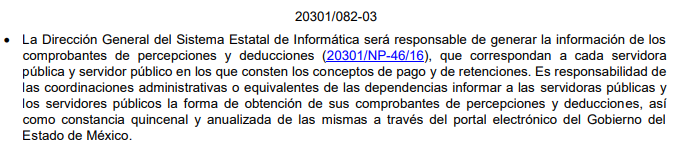 20301/082-03
• La Dirección General del Sistema Estatal de Informática será responsable de generar la información de los
comprobantes de percepciones y deducciones (20301/NP-46/16), que correspondan a cada servidora
pública y servidor público en los que consten los conceptos de pago y de retenciones. Es responsabilidad de
las coordinaciones administrativas o equivalentes de las dependencias informar a las servidoras públicas y
los servidores públicos la forma de obtención de sus comprobantes de percepciones y deducciones, así
como constancia quincenal y anualizada de las mismas a través del portal electrónico del Gobierno del
Estado de México.